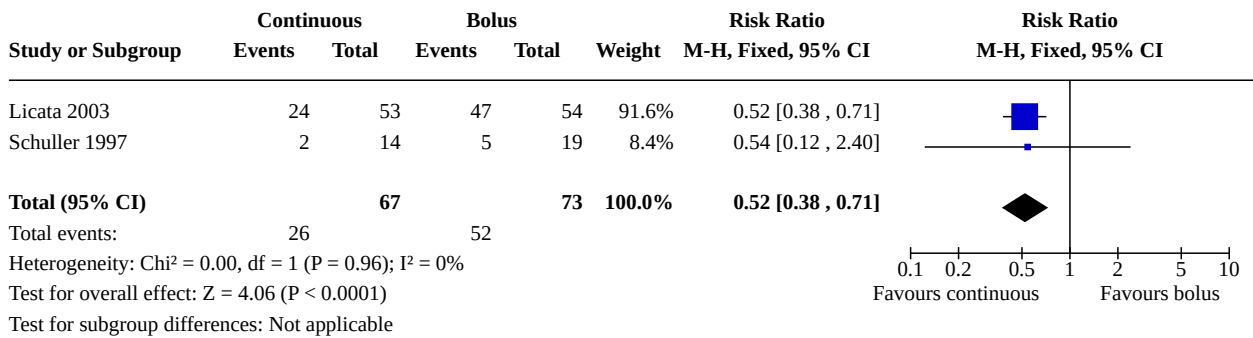 Continuous Bolus Risk Ratio Risk Ratio
Study or Subgroup Events Total Events Total Weight M-H, Fixed, 95% CI M-H, Fixed, 95% CI
Licata 2003 24 53 47 54 91.6% 0.52 [0.38 , 0.71]
Schuller 1997 2 14 5 19 8.4% 0.54 [0.12 , 2.40]
Total (95% CI) 67 73 100.0% 0.52 [0.38 , 0.71]
Total events: 26 52
Heterogeneity: Chi² = 0.00, df = 1 (P = 0.96); I² = 0%
0.1 0.2 0.5 1 2 5 10
Test for overall effect: Z = 4.06 (P < 0.0001)
Favours continuous Favours bolus
Test for subgroup differences: Not applicable